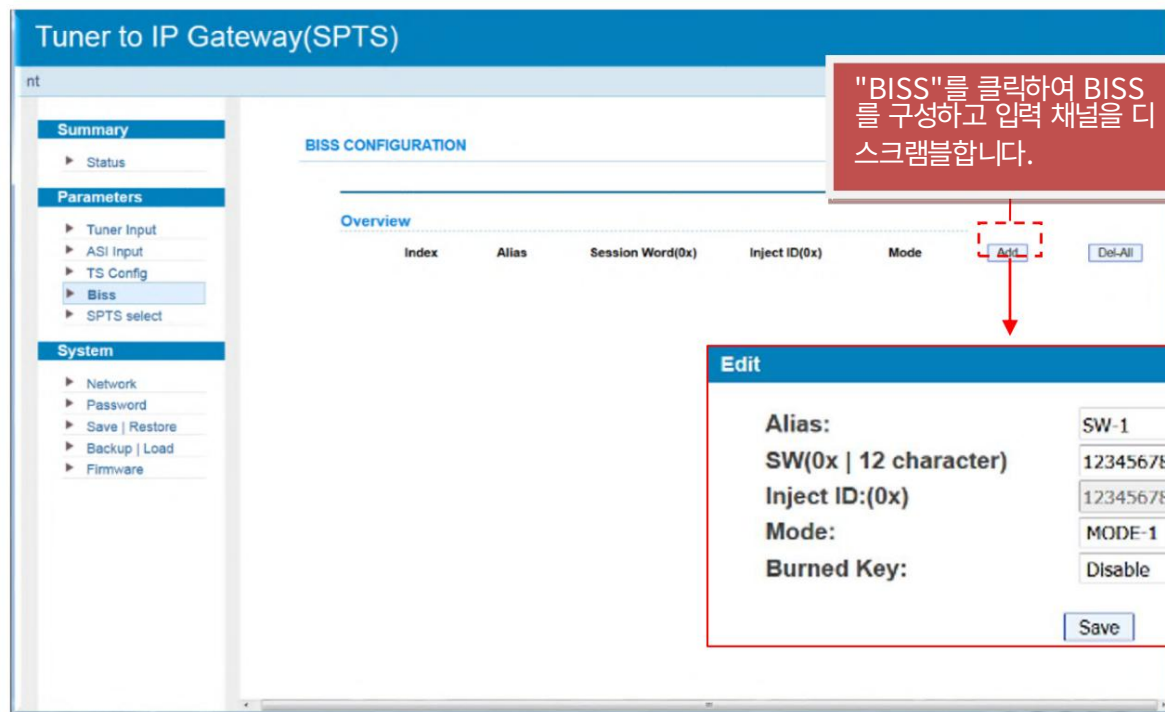 Tuner to IP Gateway(SPTS)
nt
"BISS"를 클릭하여 BISS
를 구성하고 입력 채널을 디
스크램블합니다.
Summary
Status
Parameters
Tuner Input
ASI Input
TS Config
Biss
SPTS select
System
Network
Password
Save | Restore
Backup | Load
Firmware
BISS CONFIGURATION
Overview
Index Alias Session Word(0x) Inject ID(0x) Mode Add Del-All
Edit
Alias: SW-1
SW(0x | 12 character) 12345678
Inject ID:(0x) 12345678
Mode: MODE-1
Burned Key: Disable
Save